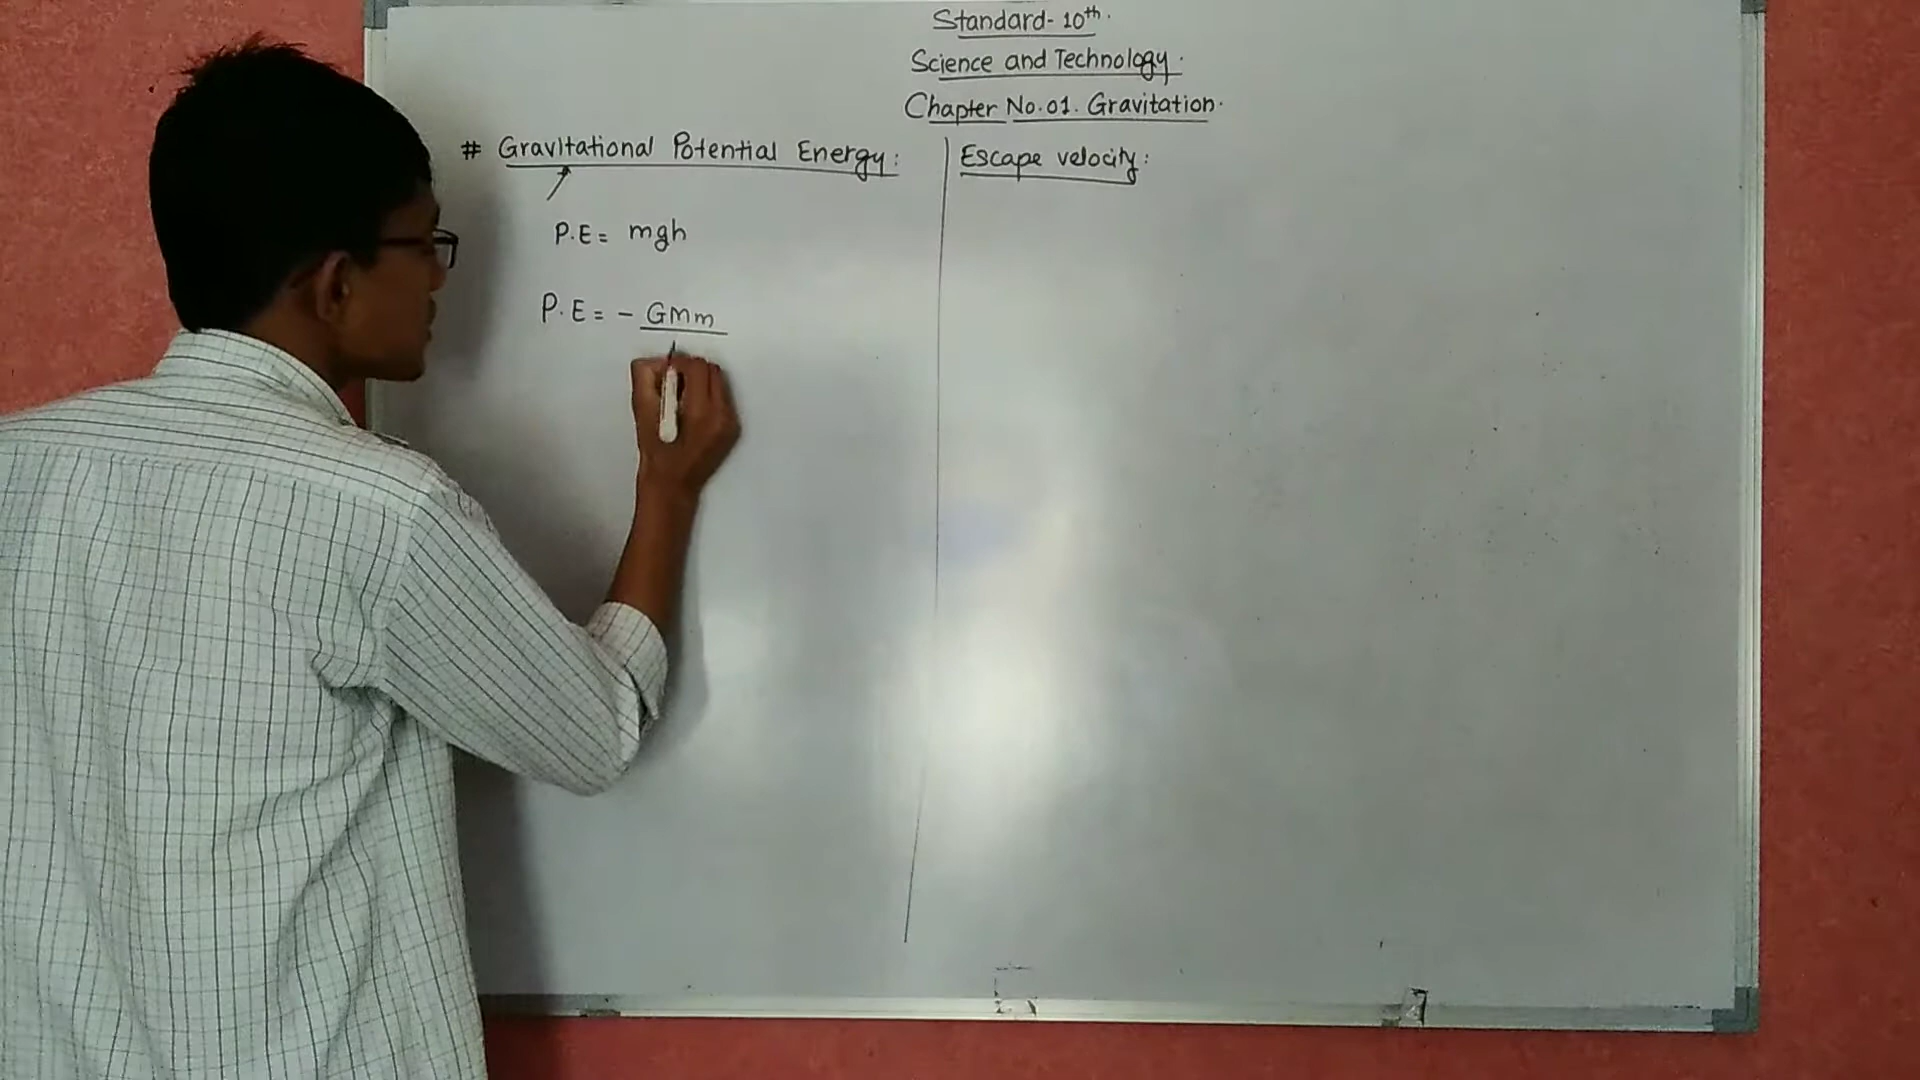 Standard- 10th.
Science and Technology.
Chapter No.01. Gravitation.
# Gravitational Potential Energy:
P.E = mgh
P.E = - GMm
Escape velocity: